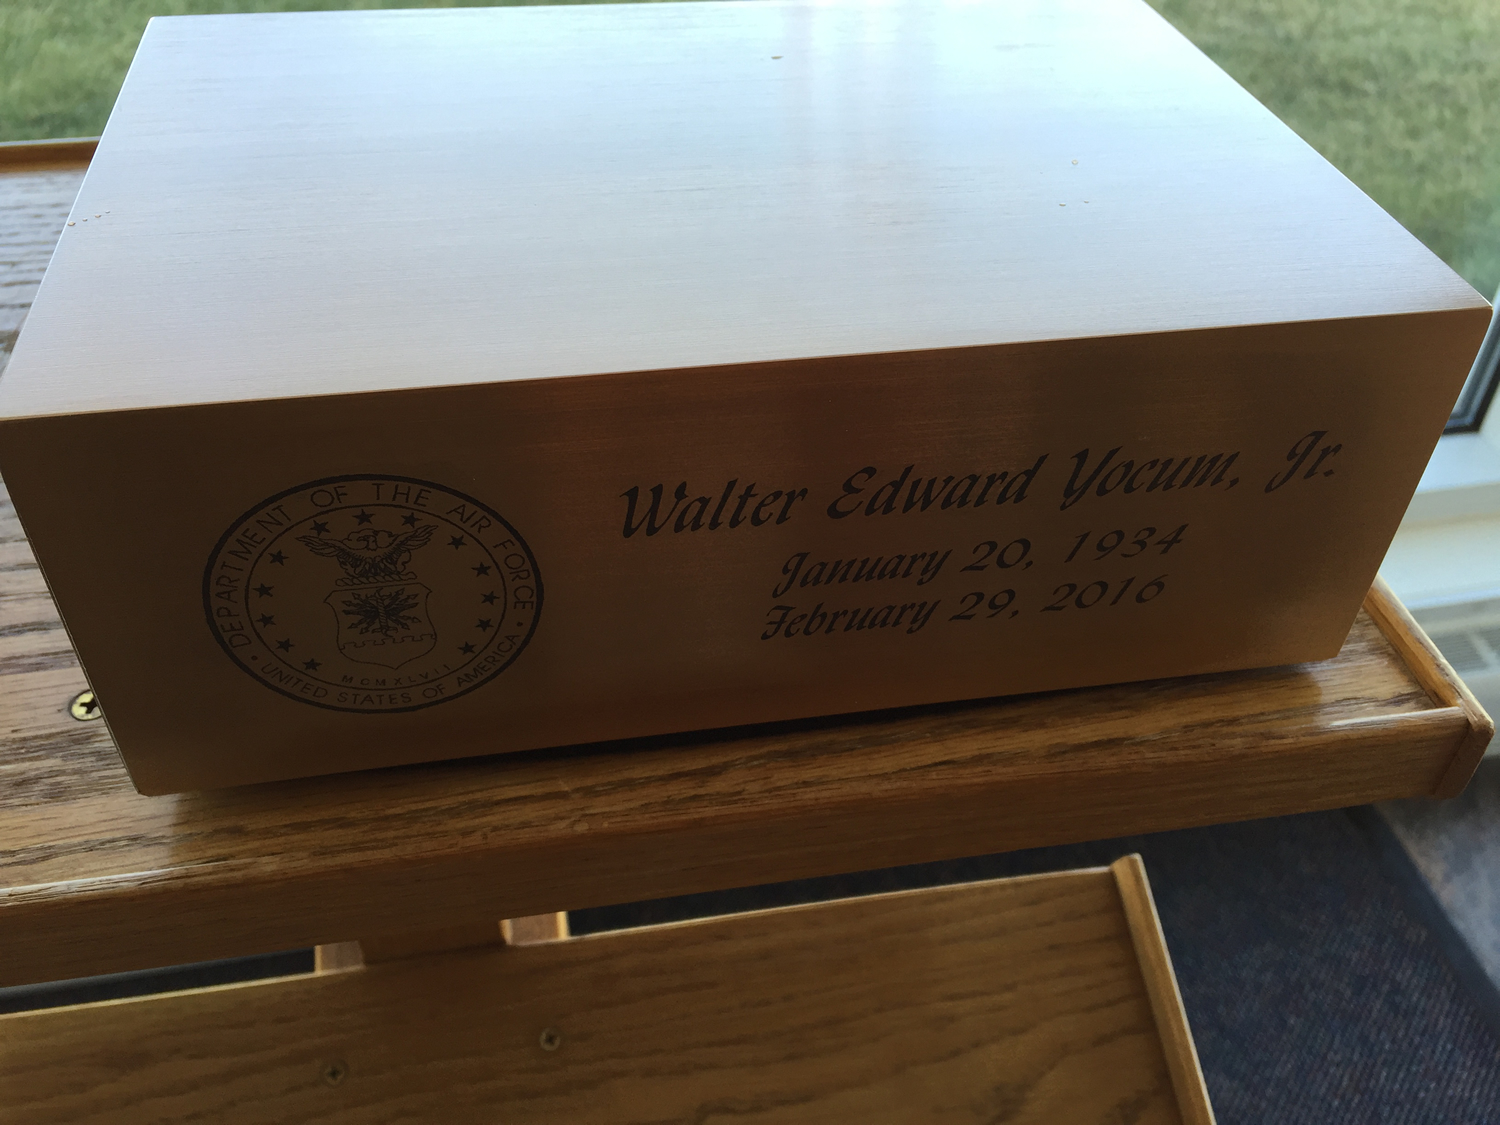 DEPARTMENT OF THE AIR FORCE
MCMXLVII
• UNITED STATES OF AMERICA •
Walter Edward Yocum, Jr.
January 20, 1934
February 29, 2016